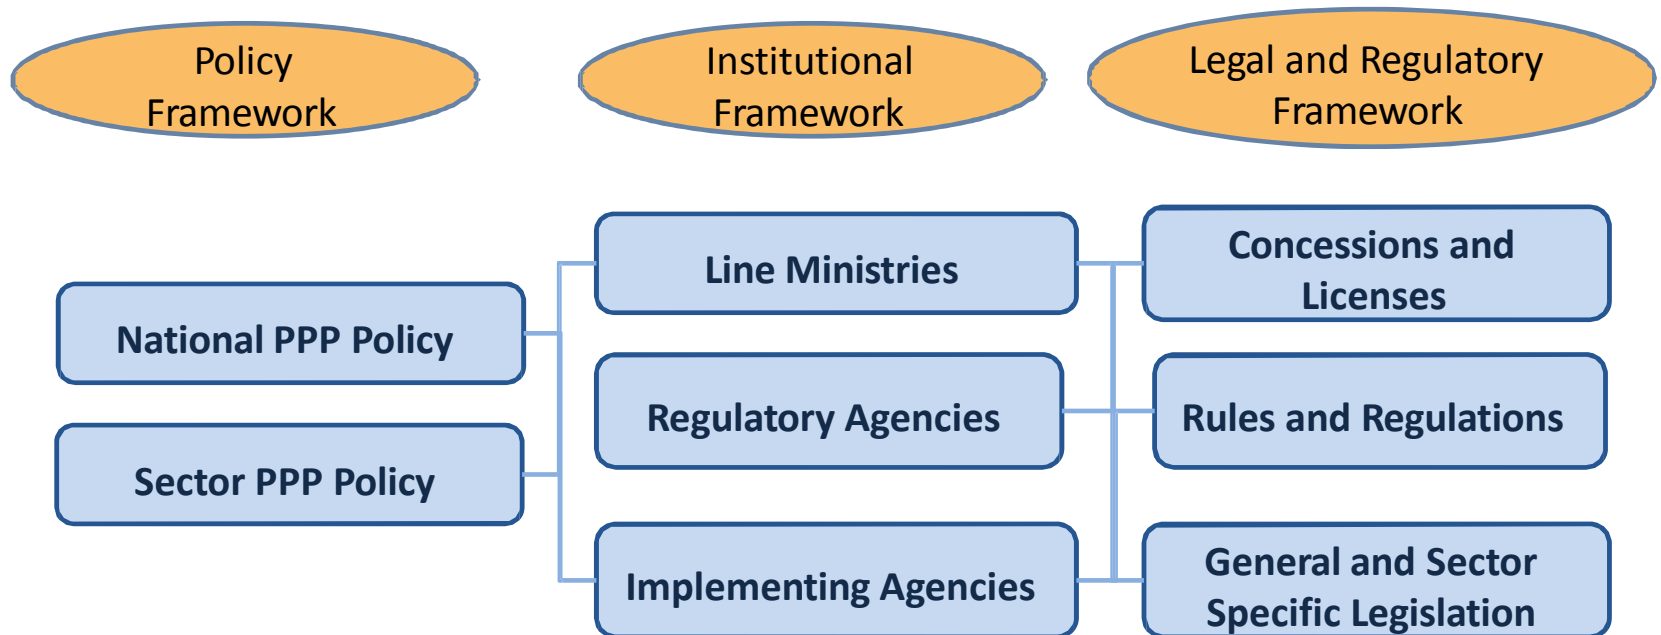 Policy
Framework
Institutional
Framework
Legal and Regulatory
Framework
National PPP Policy
Sector PPP Policy
Line Ministries
Regulatory Agencies
Implementing Agencies
Concessions and
Licenses
Rules and Regulations
General and Sector
Specific Legislation